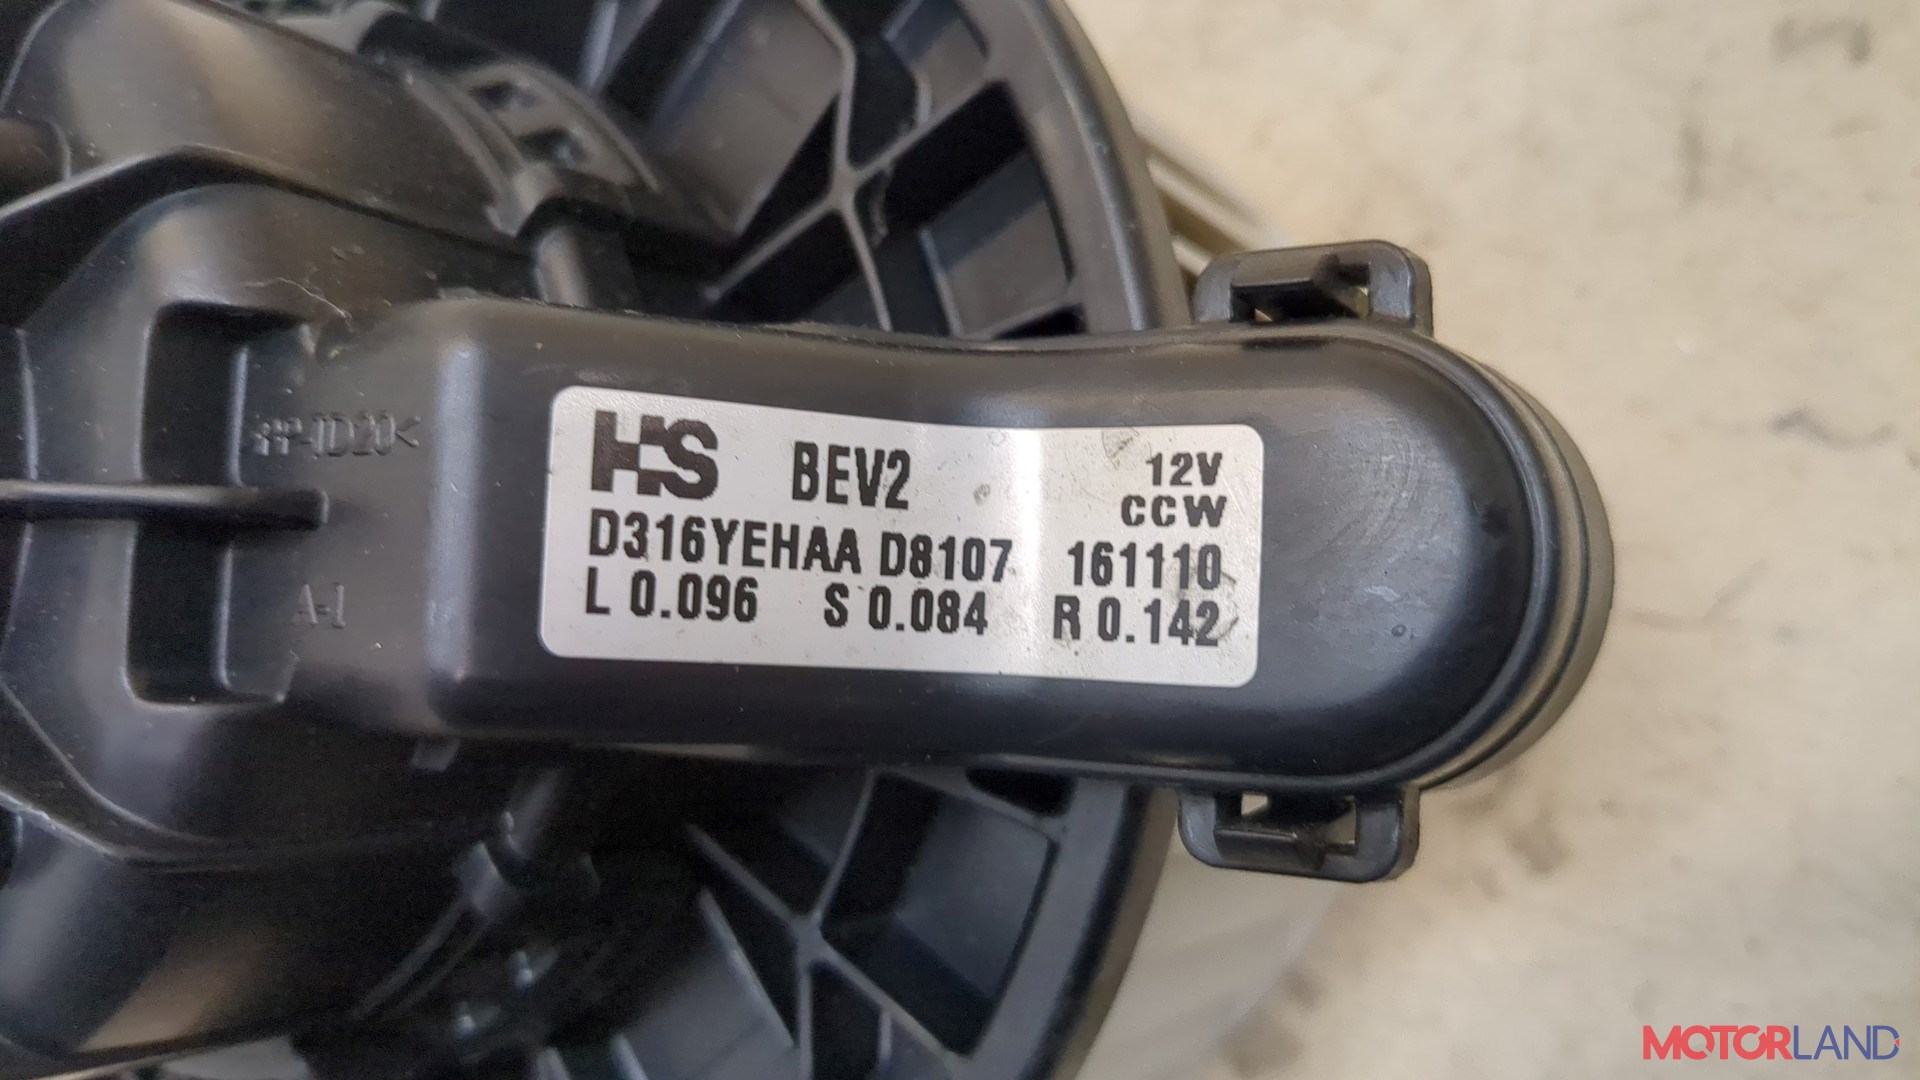 HS BEV2 12V
CCW
D316YEHAA D8107 161110
L 0.096 S 0.084 R 0.142
A-1
MOTORLAND